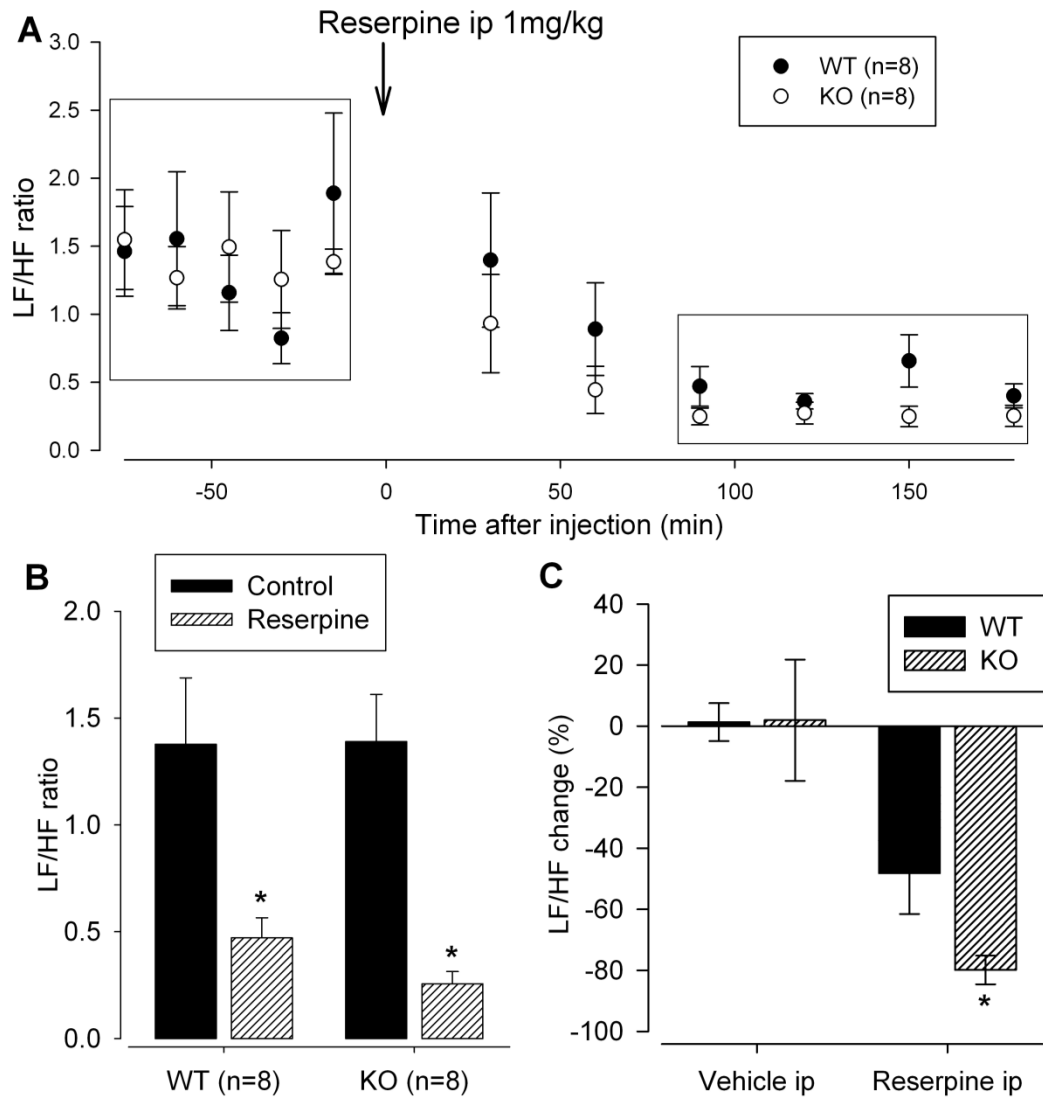 A
Reserpine ip 1mg/kg
WT (n=8)
KO (n=8)
LF/HF ratio
3.0
2.5
2.0
1.5
1.0
0.5
0.0
-50
0
50
100
150
Time after injection (min)
B
Control
Reserpine
LF/HF ratio
2.0
1.5
1.0
0.5
0.0
*
*
WT (n=8)
KO (n=8)
C
WT
KO
LF/HF change (%)
40
20
0
-20
-40
-60
-80
-100
*
Vehicle ip
Reserpine ip